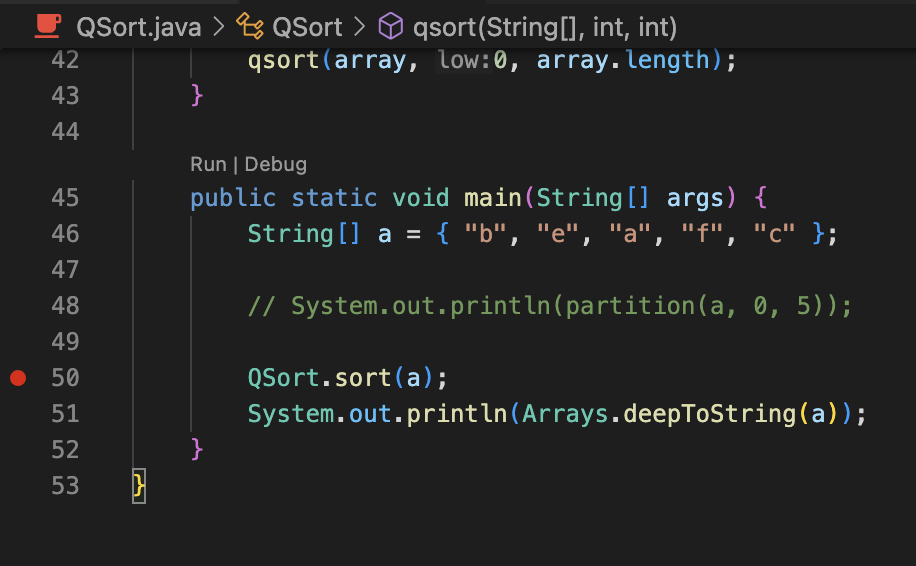 QSort.java > QSort > qsort(String[], int, int)
42 qsort(array, low:0, array.length);
43 }
44
Run | Debug
45 public static void main(String[] args) {
46 String[] a = { "b", "e", "a", "f", "c" };
47
48 // System.out.println(partition(a, 0, 5));
49
50 QSort.sort(a);
51 System.out.println(Arrays.deepToString(a));
52 }
53 }